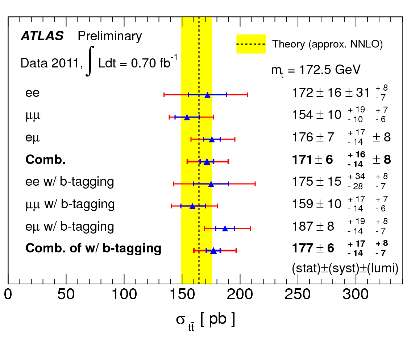 ATLAS Preliminary
Data 2011, ∫ Ldt = 0.70 fb⁻¹
Theory (approx. NNLO)
mₜ = 172.5 GeV
ee 172 ± 16 ± 31 + 8 - 7
μμ 154 ± 10 + 19 - 10 + 7 - 6
eμ 176 ± 7 + 17 - 14 ± 8
Comb. 171 ± 6 + 16 - 14 ± 8
ee w/ b-tagging 175 ± 15 + 34 - 28 + 8 - 7
μμ w/ b-tagging 159 ± 10 + 17 - 14 + 7 - 6
eμ w/ b-tagging 187 ± 8 + 19 - 14 + 8 - 7
Comb. of w/ b-tagging 177 ± 6 + 17 - 14 + 8 - 7
(stat)±(syst)±(lumi)
0 50 100 150 200 250 300
σ_tt̄ [ pb ]